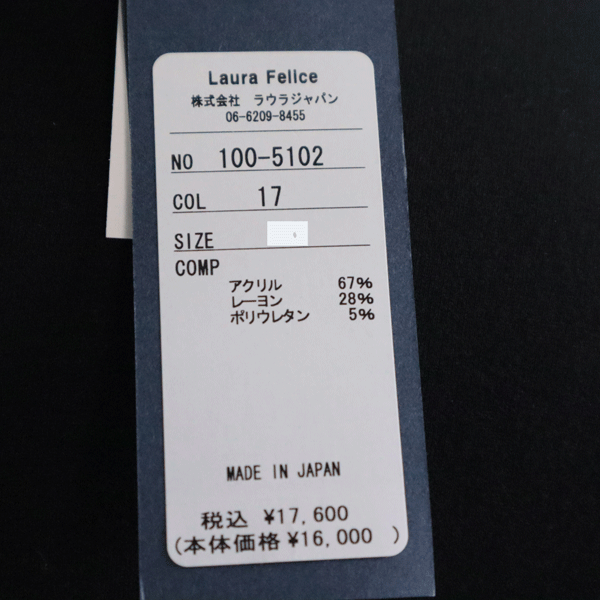 Laura Felice
株式会社 ラウラジャパン
06-6209-8455
NO 100-5102
COL 17
SIZE
COMP
アクリル 67%
レーヨン 28%
ポリウレタン 5%
MADE IN JAPAN
税込 ¥17,600
(本体価格 ¥16,000 )